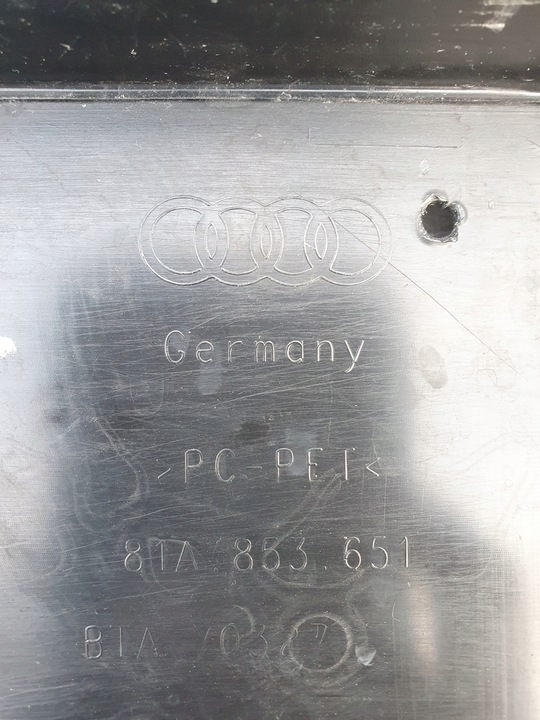 Germany
>PC-PET<
81A 853.651